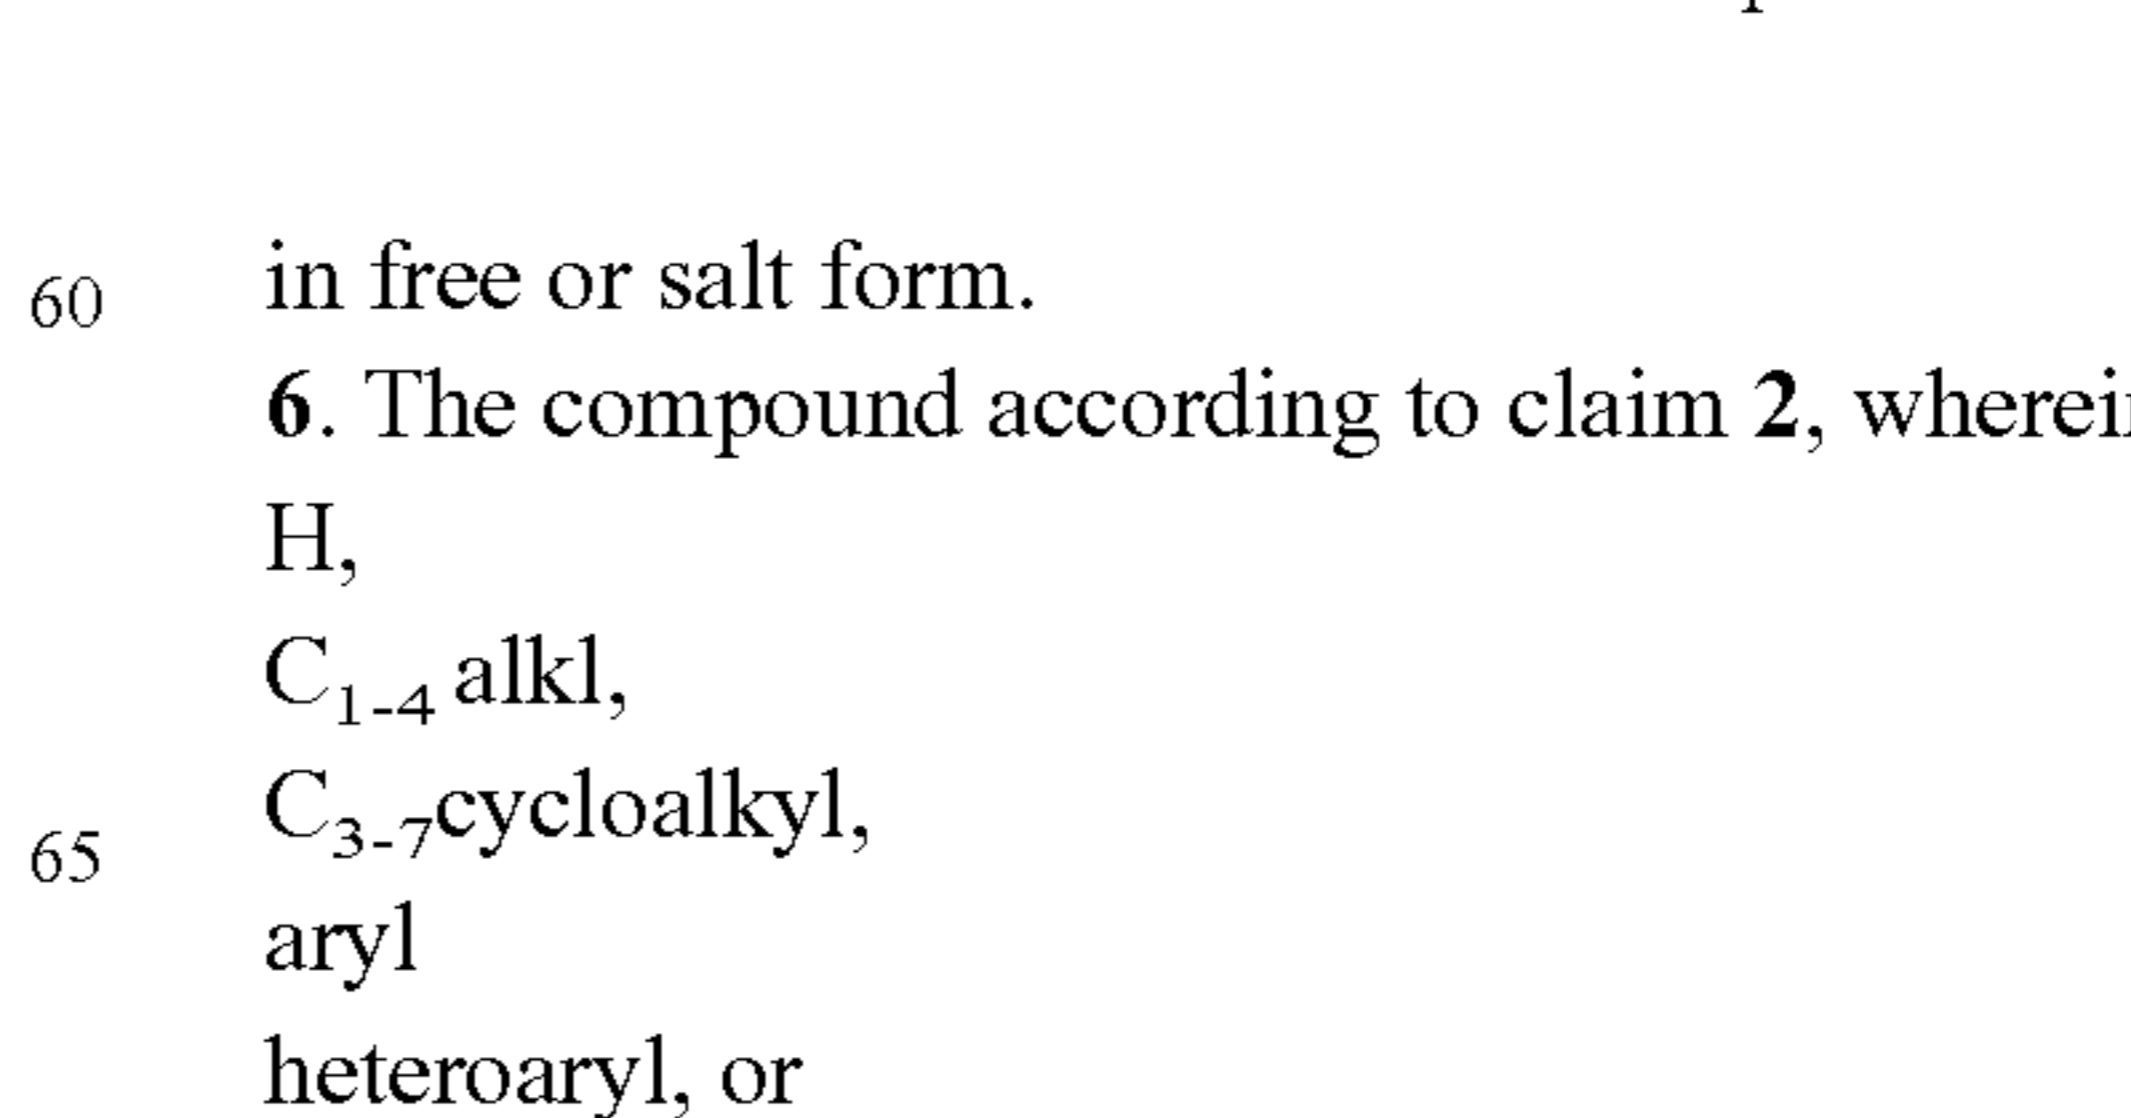 60 in free or salt form.
6. The compound according to claim 2, wherein
H,
C1-4 alkl,
C3-7cycloalkyl,
65
aryl
heteroaryl, or